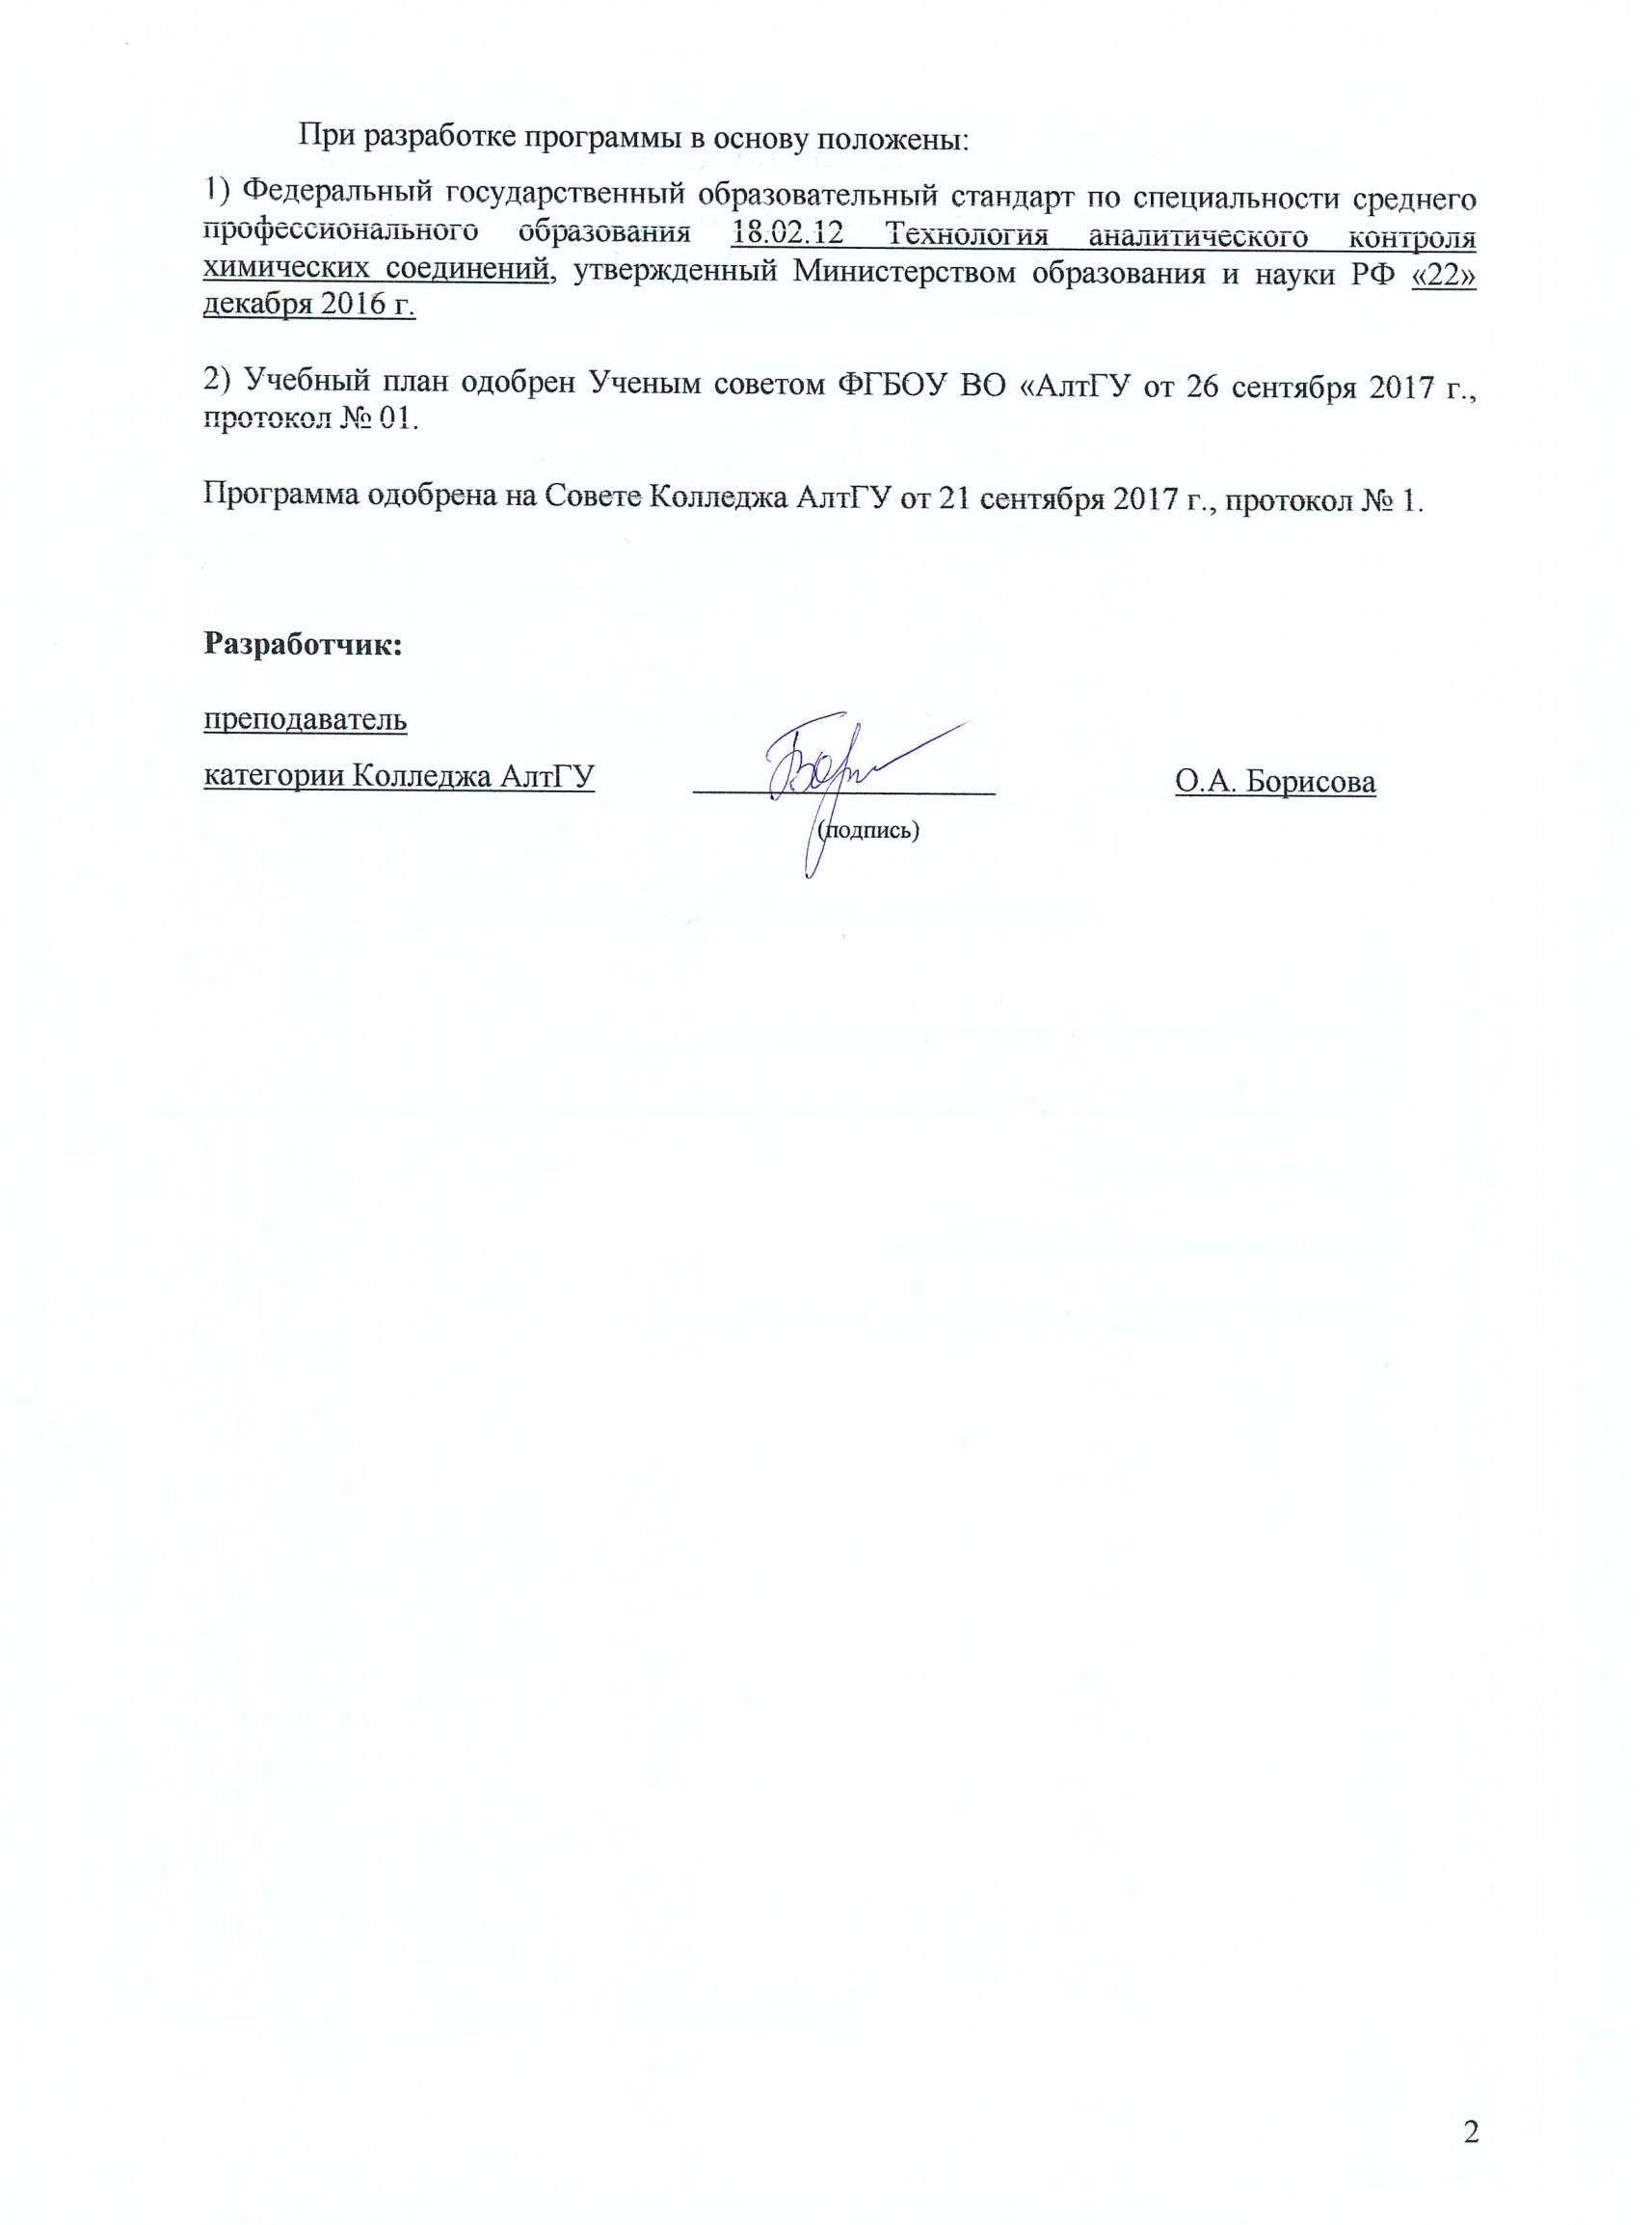 При разработке программы в основу положены:
1) Федеральный государственный образовательный стандарт по специальности среднего
профессионального образования 18.02.12 Технология аналитического контроля
химических соединений, утвержденный Министерством образования и науки РФ «22»
декабря 2016 г.
2) Учебный план одобрен Ученым советом ФГБОУ ВО «АлтГУ от 26 сентября 2017 г.,
протокол № 01.
Программа одобрена на Совете Колледжа АлтГУ от 21 сентября 2017 г., протокол № 1.
Разработчик:
преподаватель
категории Колледжа АлтГУ О.А. Борисова
(подпись)
2